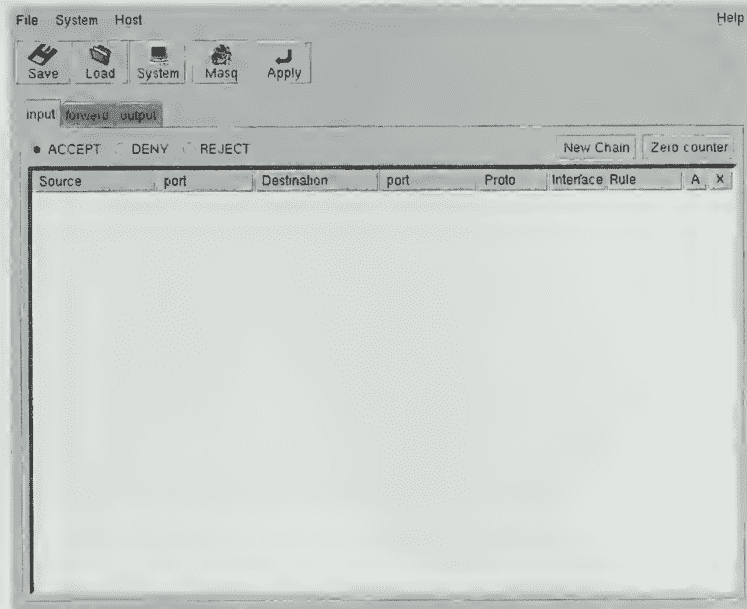 File System Host Help
Save Load System Masq Apply
input forward output
ACCEPT DENY REJECT New Chain Zero counter
Source port Destination port Proto Interface Rule A X